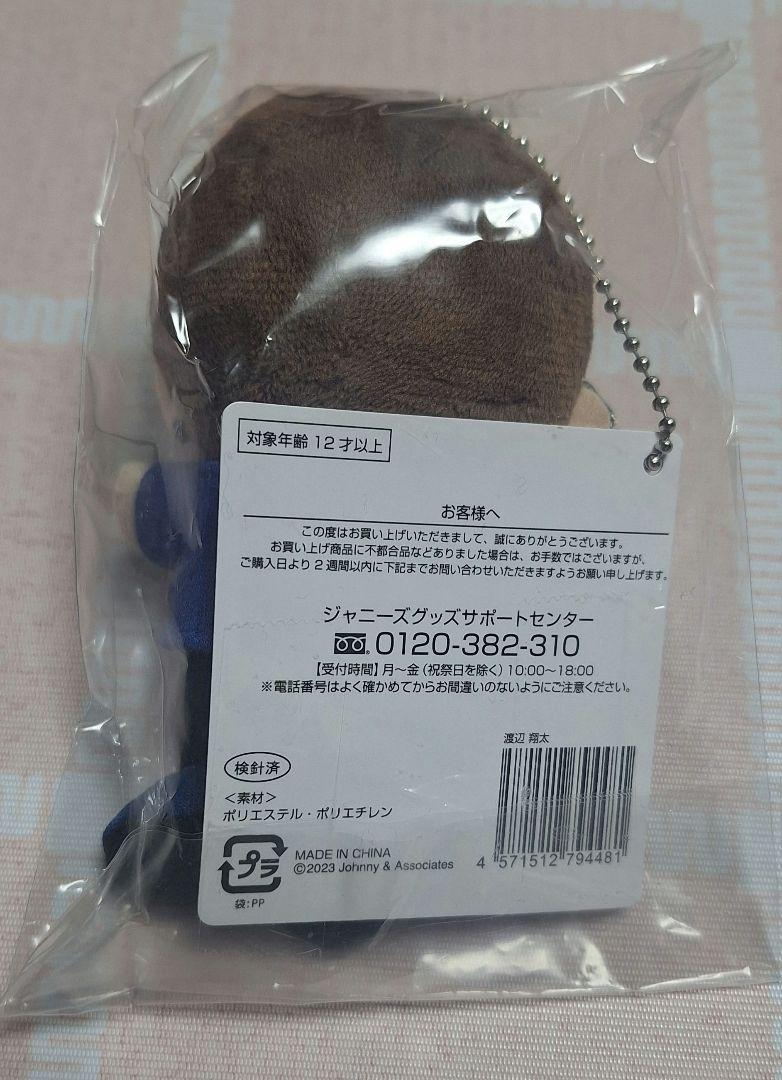 対象年齢 12 才以上
お客様へ
この度はお買い上げいただきまして、誠にありがとうございます。
お買い上げ商品に不都合品などありました場合は、お手数ではございますが、
ご購入日より 2 週間以内に下記までお問い合わせいただきますようお願い申し上げます。
ジャニーズグッズサポートセンター
0120-382-310
【受付時間】月～金（祝祭日を除く）10:00～18:00
※電話番号はよく確かめてからお間違いのないようにご注意ください。
渡辺 翔太
検針済
＜素材＞
ポリエステル・ポリエチレン
プラ
MADE IN CHINA
©2023 Johnny & Associates
4 571512 794481
袋:PP